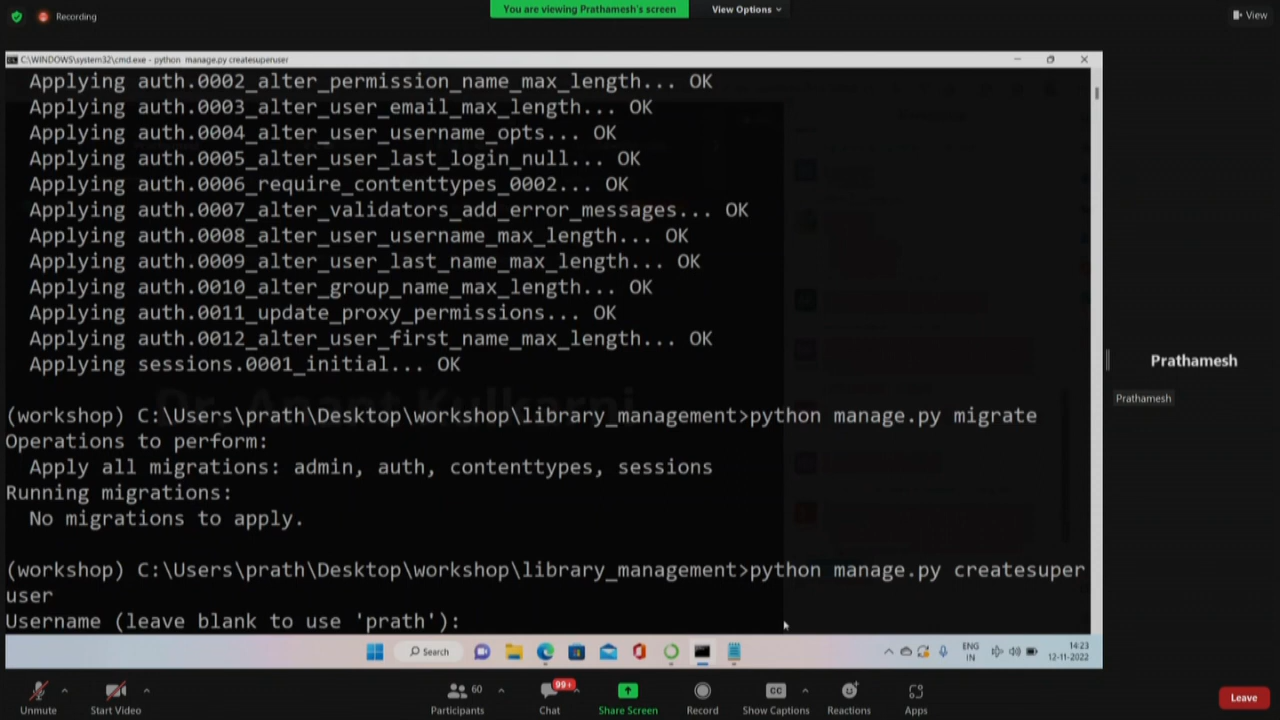 Recording
You are viewing Prathamesh's screen
View Options
View
C:\WINDOWS\system32\cmd.exe - python manage.py createsuperuser
Applying auth.0002_alter_permission_name_max_length... OK
Applying auth.0003_alter_user_email_max_length... OK
Applying auth.0004_alter_user_username_opts... OK
Applying auth.0005_alter_user_last_login_null... OK
Applying auth.0006_require_contenttypes_0002... OK
Applying auth.0007_alter_validators_add_error_messages... OK
Applying auth.0008_alter_user_username_max_length... OK
Applying auth.0009_alter_user_last_name_max_length... OK
Applying auth.0010_alter_group_name_max_length... OK
Applying auth.0011_update_proxy_permissions... OK
Applying auth.0012_alter_user_first_name_max_length... OK
Applying sessions.0001_initial... OK
Dr. Anant Kulkarni
(workshop) C:\Users\prath\Desktop\workshop\library_management>python manage.py migrate
Operations to perform:
Apply all migrations: admin, auth, contenttypes, sessions
Running migrations:
No migrations to apply.
(workshop) C:\Users\prath\Desktop\workshop\library_management>python manage.py createsuper
user
Username (leave blank to use 'prath'):
Prathamesh
Prathamesh
Search
ENG
IN
14:23
12-11-2022
Unmute
Start Video
60
Participants
99+
Chat
Share Screen
Record
CC
Show Captions
Reactions
Apps
Leave